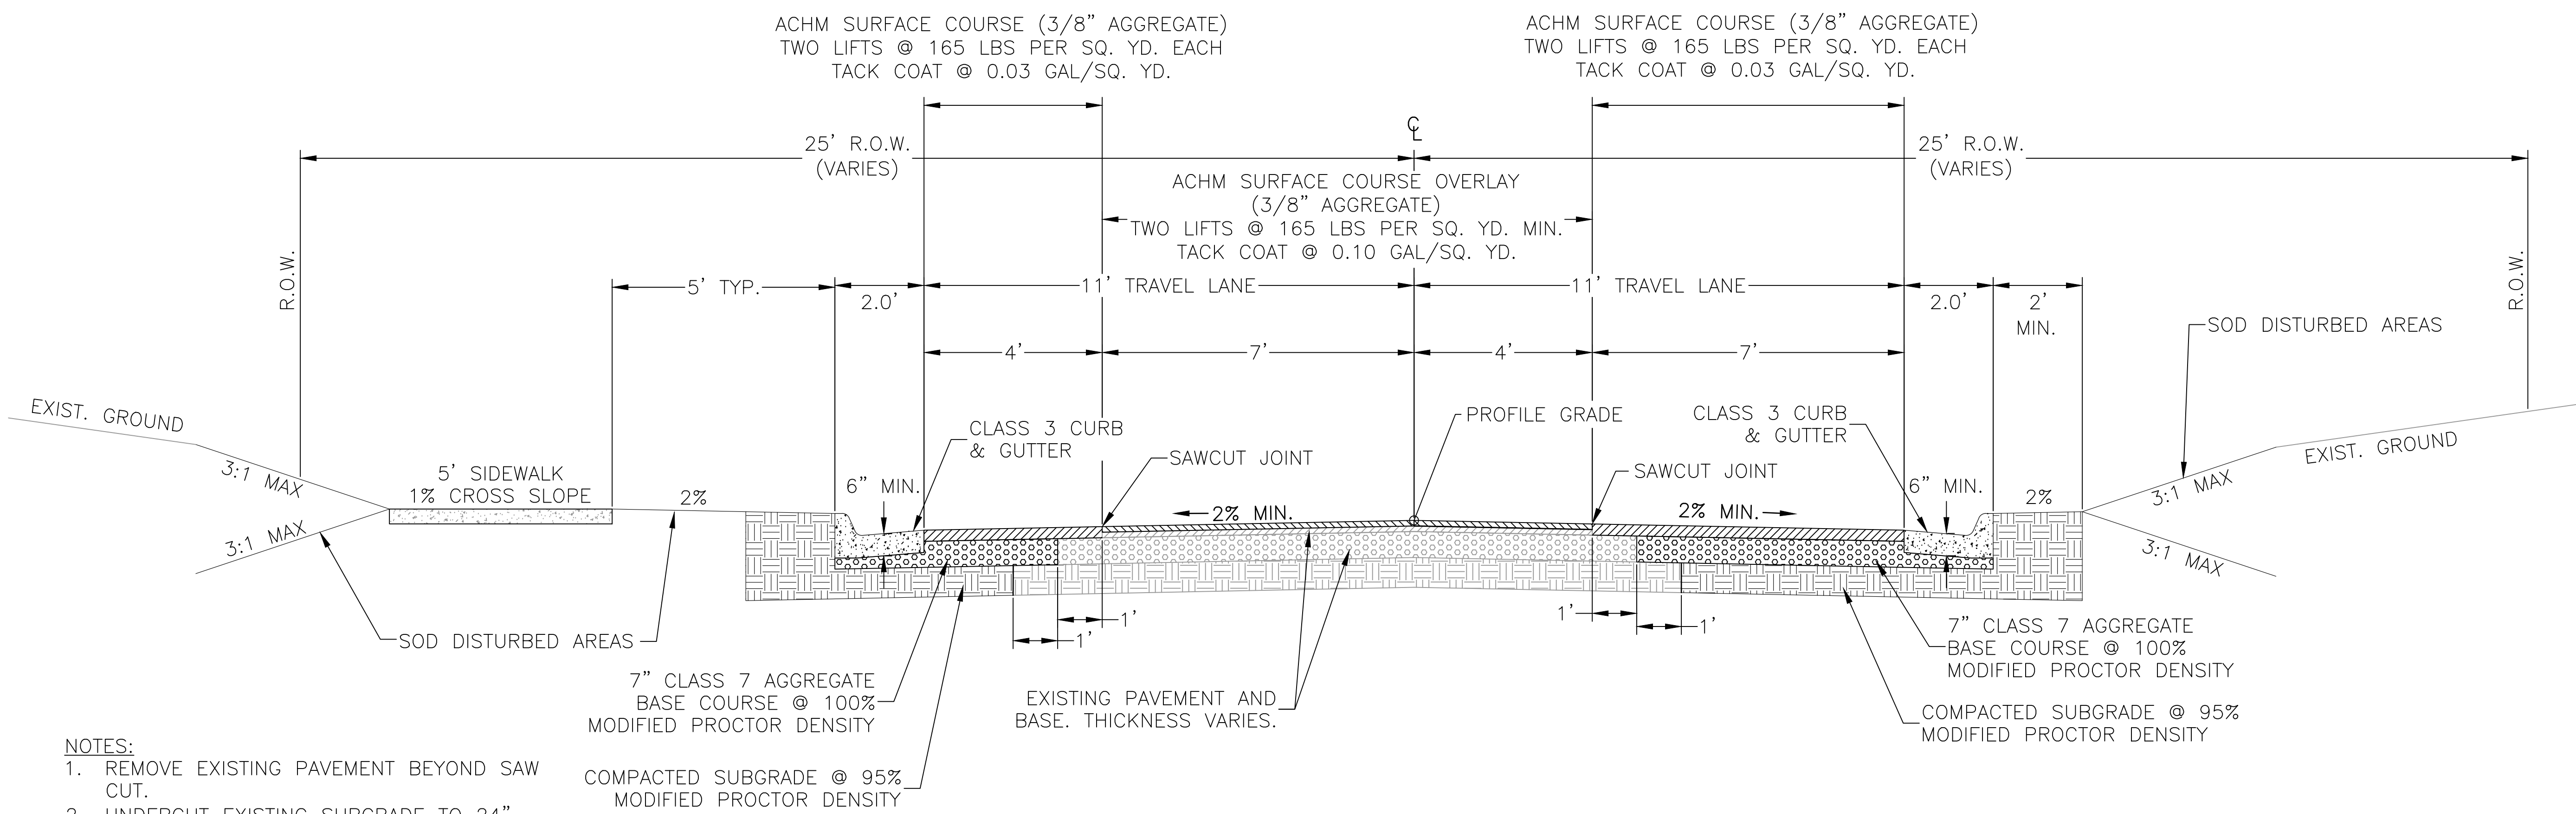 ACHM SURFACE COURSE (3/8" AGGREGATE)
TWO LIFTS @ 165 LBS PER SQ. YD. EACH
TACK COAT @ 0.03 GAL/SQ. YD.
ACHM SURFACE COURSE (3/8" AGGREGATE)
TWO LIFTS @ 165 LBS PER SQ. YD. EACH
TACK COAT @ 0.03 GAL/SQ. YD.
℄
25' R.O.W.
(VARIES)
25' R.O.W.
(VARIES)
ACHM SURFACE COURSE OVERLAY
(3/8" AGGREGATE)
TWO LIFTS @ 165 LBS PER SQ. YD. MIN.
TACK COAT @ 0.10 GAL/SQ. YD.
R.O.W.
R.O.W.
5' TYP.
2.0'
11' TRAVEL LANE
11' TRAVEL LANE
2.0'
2'
MIN.
SOD DISTURBED AREAS
4'
7'
4'
7'
EXIST. GROUND
3:1 MAX
3:1 MAX
5' SIDEWALK
1% CROSS SLOPE
2%
6" MIN.
CLASS 3 CURB
& GUTTER
SAWCUT JOINT
2% MIN.
PROFILE GRADE
SAWCUT JOINT
2% MIN.
CLASS 3 CURB
& GUTTER
6" MIN.
2%
3:1 MAX
3:1 MAX
EXIST. GROUND
SOD DISTURBED AREAS
1'
1'
1'
1'
7" CLASS 7 AGGREGATE
BASE COURSE @ 100%
MODIFIED PROCTOR DENSITY
EXISTING PAVEMENT AND
BASE. THICKNESS VARIES.
7" CLASS 7 AGGREGATE
BASE COURSE @ 100%
MODIFIED PROCTOR DENSITY
COMPACTED SUBGRADE @ 95%
MODIFIED PROCTOR DENSITY
COMPACTED SUBGRADE @ 95%
MODIFIED PROCTOR DENSITY
NOTES:
1. REMOVE EXISTING PAVEMENT BEYOND SAW
CUT.
2. UNDERCUT EXISTING SUBGRADE TO 24"